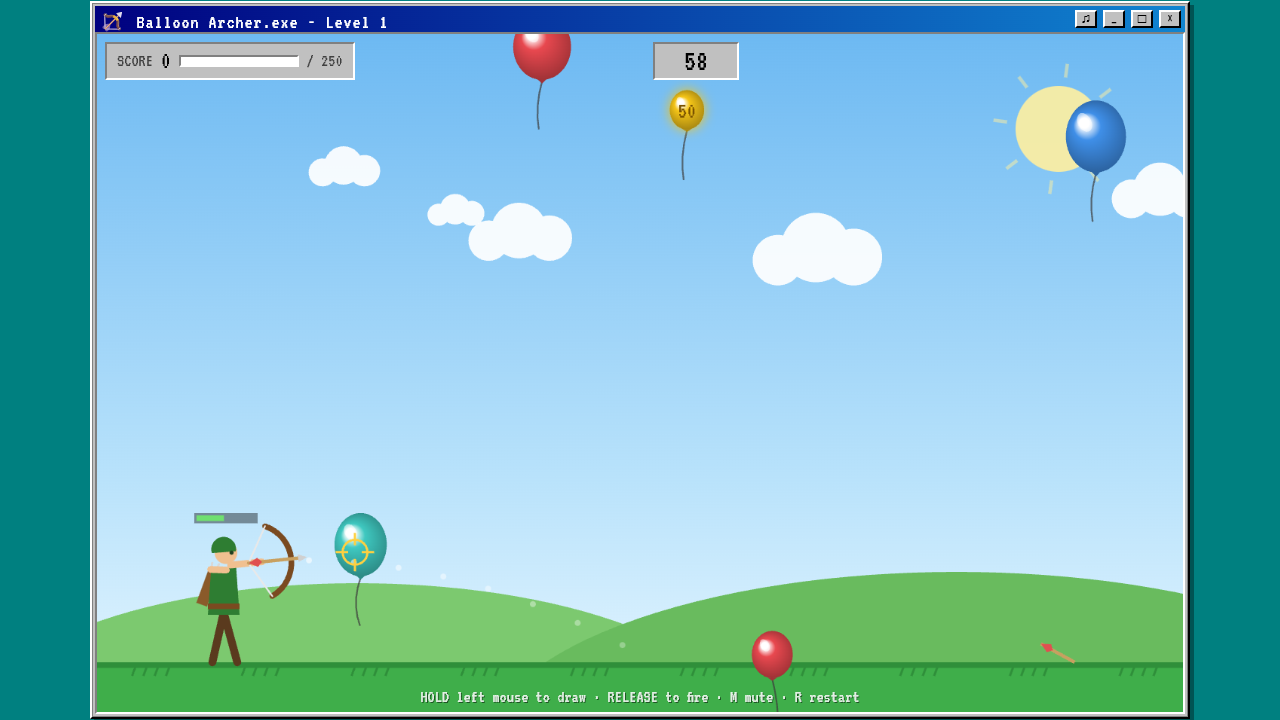 Balloon Archer.exe - Level 1
SCORE 0 / 250
58
50
HOLD left mouse to draw · RELEASE to fire · M mute · R restart